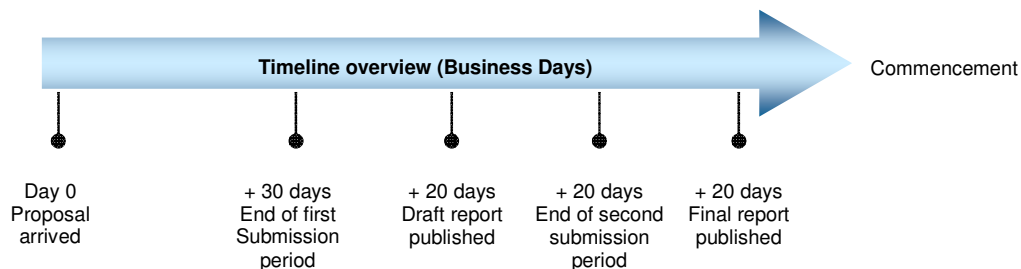 Timeline overview (Business Days)
Commencement
Day 0
Proposal
arrived
+ 30 days
End of first
Submission
period
+ 20 days
Draft report
published
+ 20 days
End of second
submission
period
+ 20 days
Final report
published